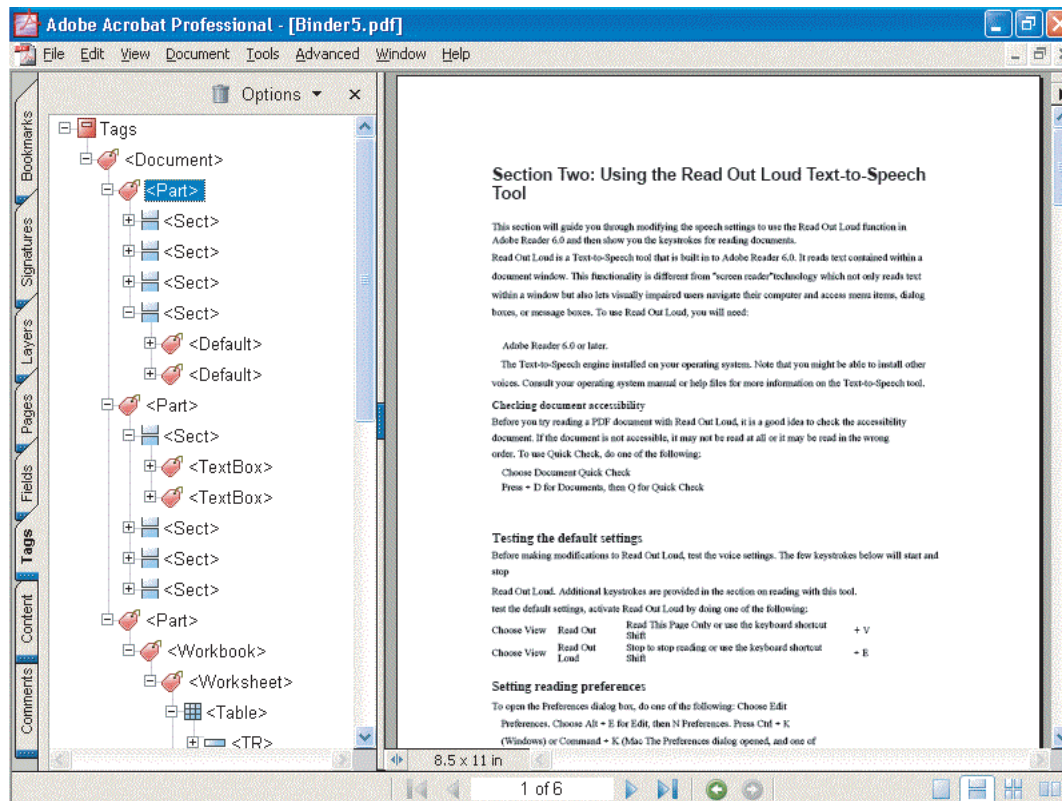 Adobe Acrobat Professional - [Binder5.pdf]
File Edit View Document Tools Advanced Window Help
Options
Bookmarks
Signatures
Layers
Pages
Fields
Tags
Content
Comments
Tags
<Document>
<Part>
<Sect>
<Sect>
<Sect>
<Sect>
<Default>
<Default>
<Part>
<Sect>
<TextBox>
<TextBox>
<Sect>
<Sect>
<Sect>
<Part>
<Workbook>
<Worksheet>
<Table>
<TR>
Section Two: Using the Read Out Loud Text-to-Speech
Tool
This section will guide you through modifying the speech settings to use the Read Out Loud function in
Adobe Reader 6.0 and then show you the keystrokes for reading documents.
Read Out Loud is a Text-to-Speech tool that is built in to Adobe Reader 6.0. It reads text contained within a
document window. This functionality is different from "screen reader"technology which not only reads text
within a window but also lets visually impaired users navigate their computer and access menu items, dialog
boxes, or message boxes. To use Read Out Loud, you will need:
Adobe Reader 6.0 or later.
The Text-to-Speech engine installed on your operating system. Note that you might be able to install other
voices. Consult your operating system manual or help files for more information on the Text-to-Speech tool.
Checking document accessibility
Before you try reading a PDF document with Read Out Loud, it is a good idea to check the accessibility
document. If the document is not accessible, it may not be read at all or it may be read in the wrong
order. To use Quick Check, do one of the following:
Choose Document Quick Check
Press + D for Documents, then Q for Quick Check
Testing the default settings
Before making modifications to Read Out Loud, test the voice settings. The few keystrokes below will start and
stop
Read Out Loud. Additional keystrokes are provided in the section on reading with this tool.
test the default settings, activate Read Out Loud by doing one of the following:
Choose View Read Out Read This Page Only or use the keyboard shortcut Shift + V
Choose View Read Out Loud Stop to stop reading or use the keyboard shortcut Shift + E
Setting reading preferences
To open the Preferences dialog box, do one of the following: Choose Edit
Preferences. Choose Alt + E for Edit, then N Preferences. Press Ctrl + K
(Windows) or Command + K (Mac The Preferences dialog opened, and one of
8.5 x 11 in
1 of 6